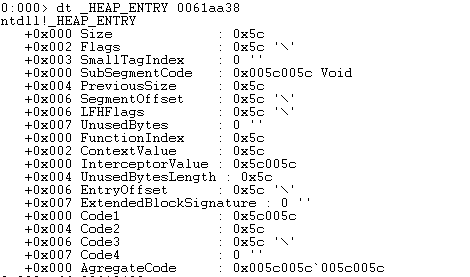 0:000> dt _HEAP_ENTRY 0061aa38
ntdll!_HEAP_ENTRY
+0x000 Size : 0x5c
+0x002 Flags : 0x5c '\'
+0x003 SmallTagIndex : 0 ''
+0x000 SubSegmentCode : 0x005c005c Void
+0x004 PreviousSize : 0x5c
+0x006 SegmentOffset : 0x5c '\'
+0x006 LFHFlags : 0x5c '\'
+0x007 UnusedBytes : 0 ''
+0x000 FunctionIndex : 0x5c
+0x002 ContextValue : 0x5c
+0x000 InterceptorValue : 0x5c005c
+0x004 UnusedBytesLength : 0x5c
+0x006 EntryOffset : 0x5c '\'
+0x007 ExtendedBlockSignature : 0 ''
+0x000 Code1 : 0x5c005c
+0x004 Code2 : 0x5c
+0x006 Code3 : 0x5c '\'
+0x007 Code4 : 0 ''
+0x000 AgregateCode : 0x005c005c`005c005c